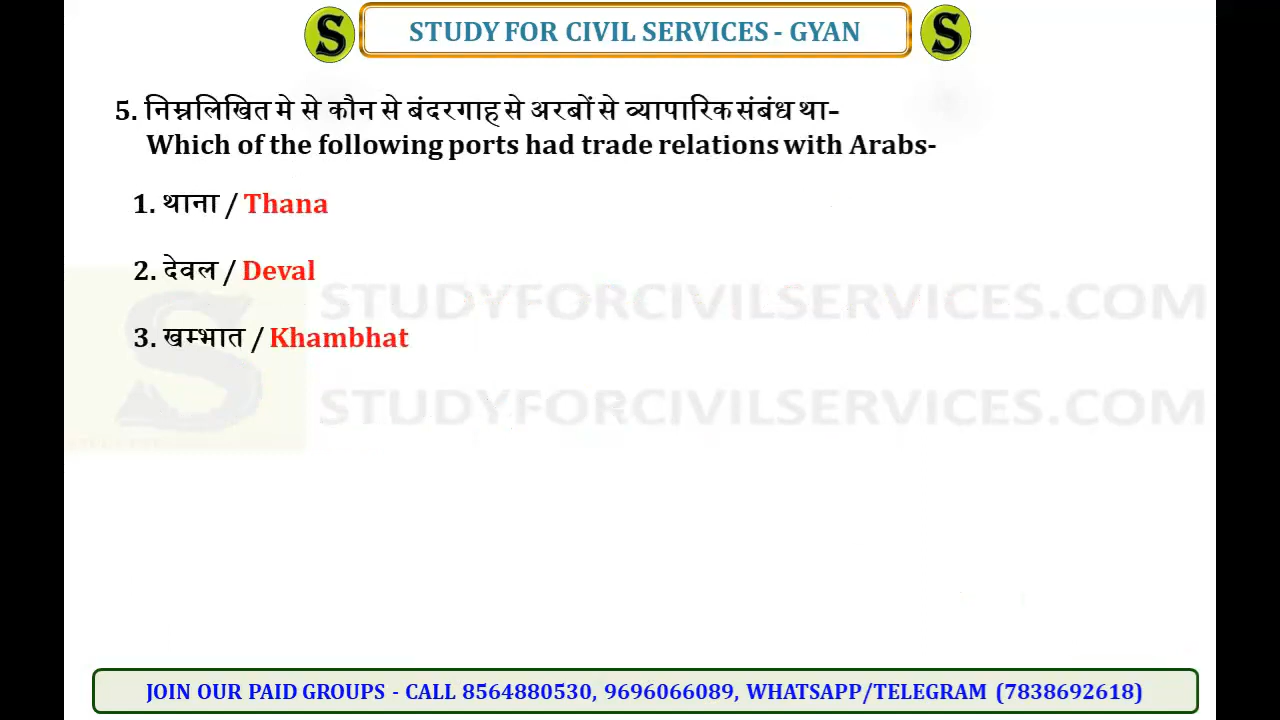 S STUDY FOR CIVIL SERVICES - GYAN S
5. निम्नलिखित मे से कौन से बंदरगाह से अरबों से व्यापारिक संबंध था-
Which of the following ports had trade relations with Arabs-
1. थाना / Thana
2. देवल / Deval
STUDYFORCIVILSERVICES.COM
3. खम्भात / Khambhat
S
STUDYFORCIVILSERVICES.COM
JOIN OUR PAID GROUPS - CALL 8564880530, 9696066089, WHATSAPP/TELEGRAM (7838692618)